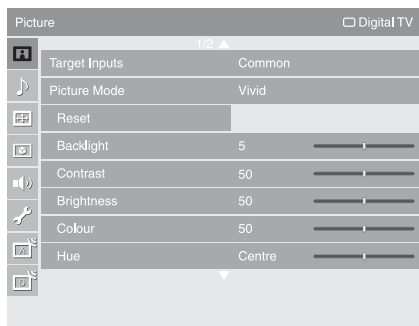 Picture Digital TV
1/2
Target Inputs Common
Picture Mode Vivid
Reset
Backlight 5
Contrast 50
Brightness 50
Colour 50
Hue Centre
A
D